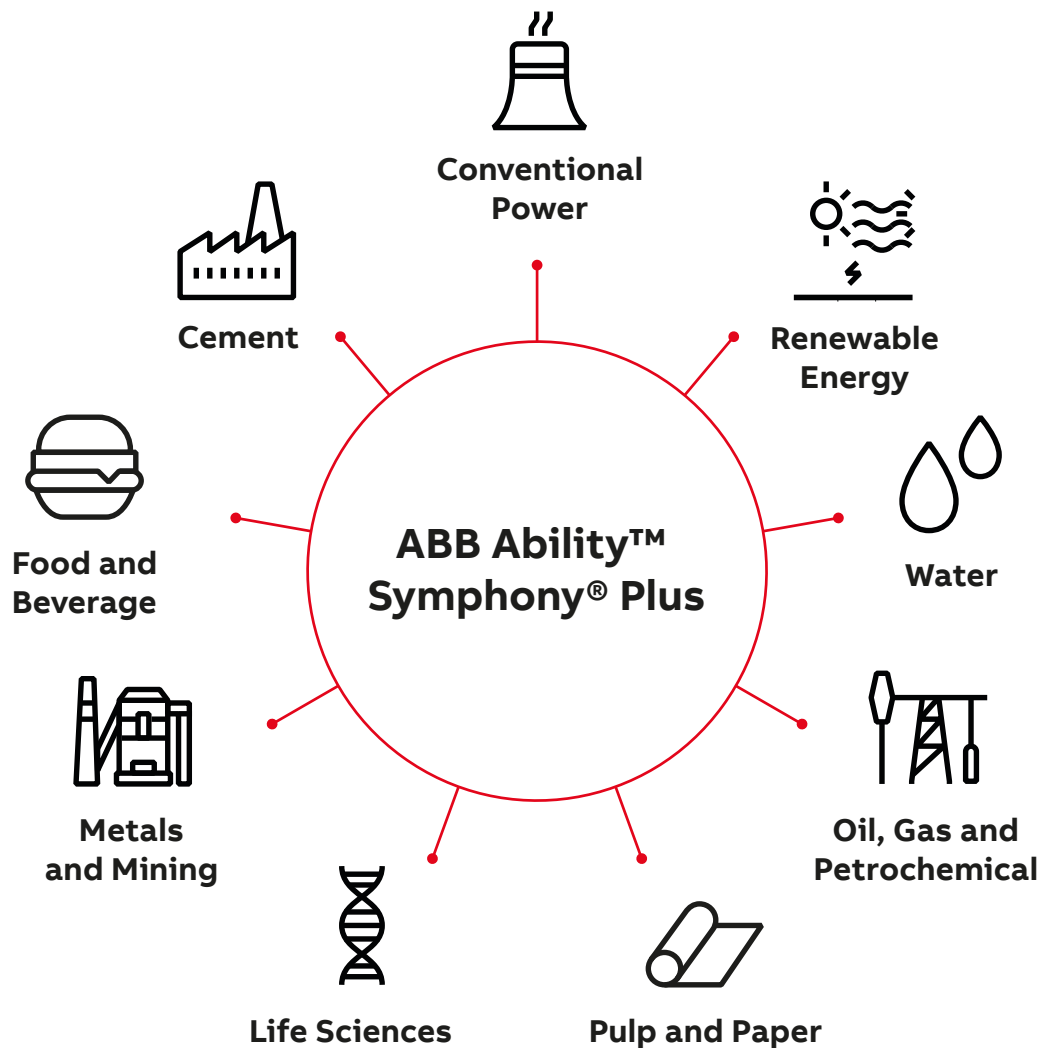 Conventional
Power
Renewable
Energy
Water
Oil, Gas and
Petrochemical
Pulp and Paper
Life Sciences
Metals
and Mining
Food and
Beverage
Cement
ABB Ability™
Symphony® Plus